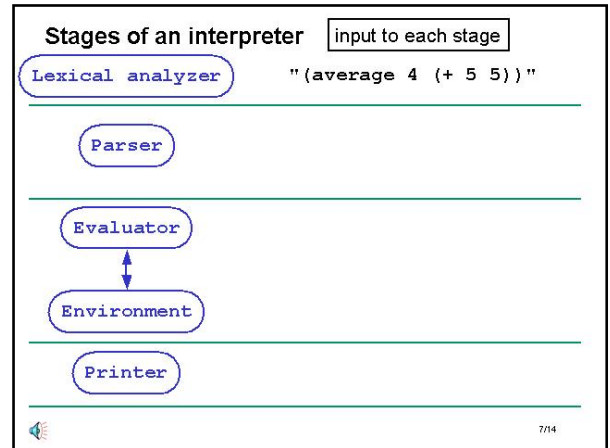 Stages of an interpreter
input to each stage
Lexical analyzer
"(average 4 (+ 5 5))"
Parser
Evaluator
Environment
Printer
7/14